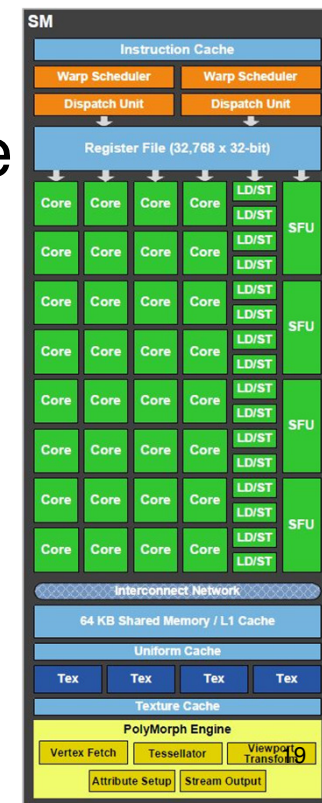 SM
Instruction Cache
Warp Scheduler Warp Scheduler
Dispatch Unit Dispatch Unit
e
Register File (32,768 x 32-bit)
Core Core Core Core LD/ST SFU
LD/ST
Core Core Core Core LD/ST
LD/ST
Core Core Core Core LD/ST SFU
LD/ST
Core Core Core Core LD/ST
LD/ST
Core Core Core Core LD/ST SFU
LD/ST
Core Core Core Core LD/ST
LD/ST
Core Core Core Core LD/ST SFU
LD/ST
Core Core Core Core LD/ST
LD/ST
Interconnect Network
64 KB Shared Memory / L1 Cache
Uniform Cache
Tex Tex Tex Tex
Texture Cache
PolyMorph Engine
Vertex Fetch Tessellator Viewport
Transform 19
Attribute Setup Stream Output